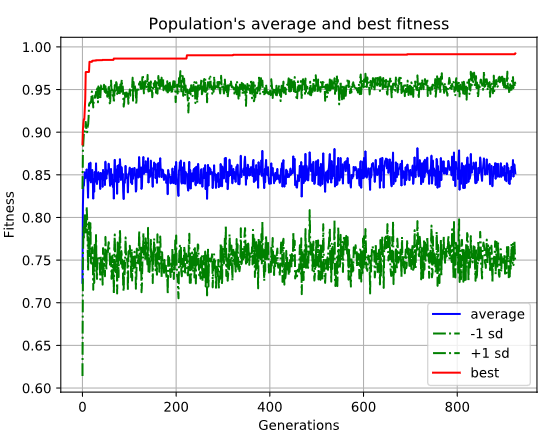 Population's average and best fitness
1.00
0.95
0.90
0.85
0.80
0.75
0.70
0.65
0.60
Fitness
0 200 400 600 800
Generations
average
-1 sd
+1 sd
best